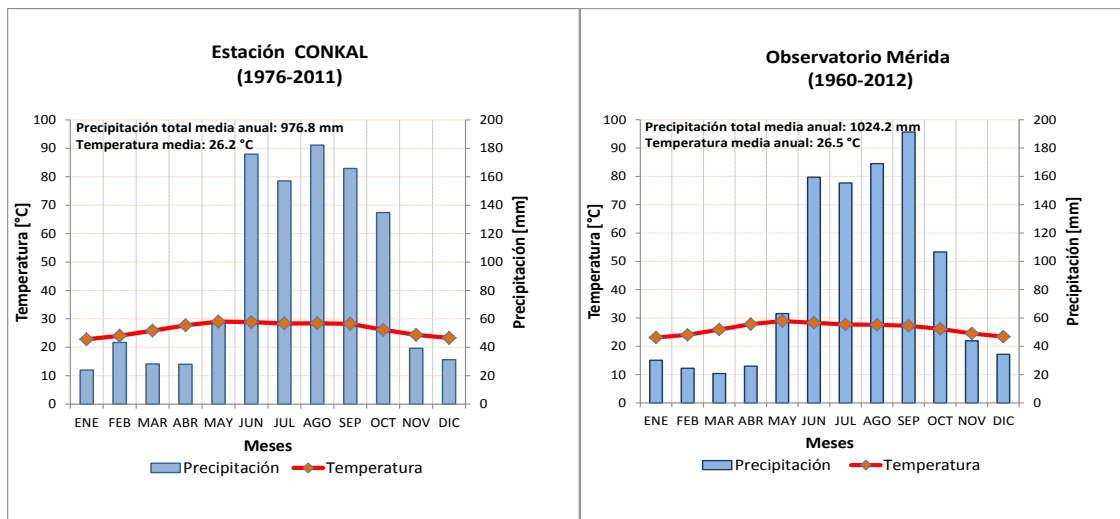 Estación CONKAL
(1976-2011)
Precipitación total media anual: 976.8 mm
Temperatura media: 26.2 °C
Temperatura [°C]
100
90
80
70
60
50
40
30
20
10
0
200
180
160
140
120
100
80
60
40
20
0
Precipitación [mm]
ENE FEB MAR ABR MAY JUN JUL AGO SEP OCT NOV DIC
Meses
Precipitación Temperatura
Observatorio Mérida
(1960-2012)
Precipitación total media anual: 1024.2 mm
Temperatura media anual: 26.5 °C
Temperatura [°C]
100
90
80
70
60
50
40
30
20
10
0
200
180
160
140
120
100
80
60
40
20
0
Precipitación [mm]
ENE FEB MAR ABR MAY JUN JUL AGO SEP OCT NOV DIC
Meses
Precipitación Temperatura